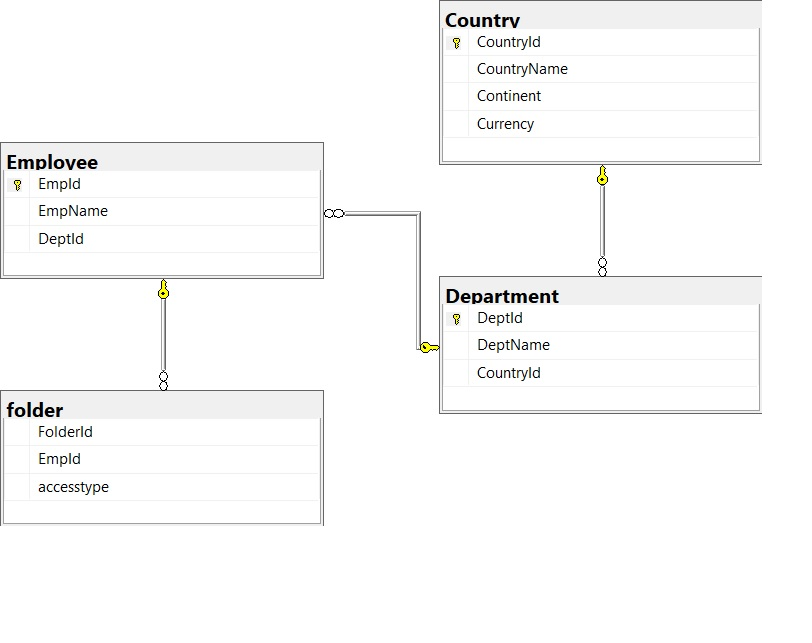 Country
CountryId
CountryName
Continent
Currency
Employee
EmpId
EmpName
DeptId
Department
DeptId
DeptName
CountryId
folder
FolderId
EmpId
accesstype